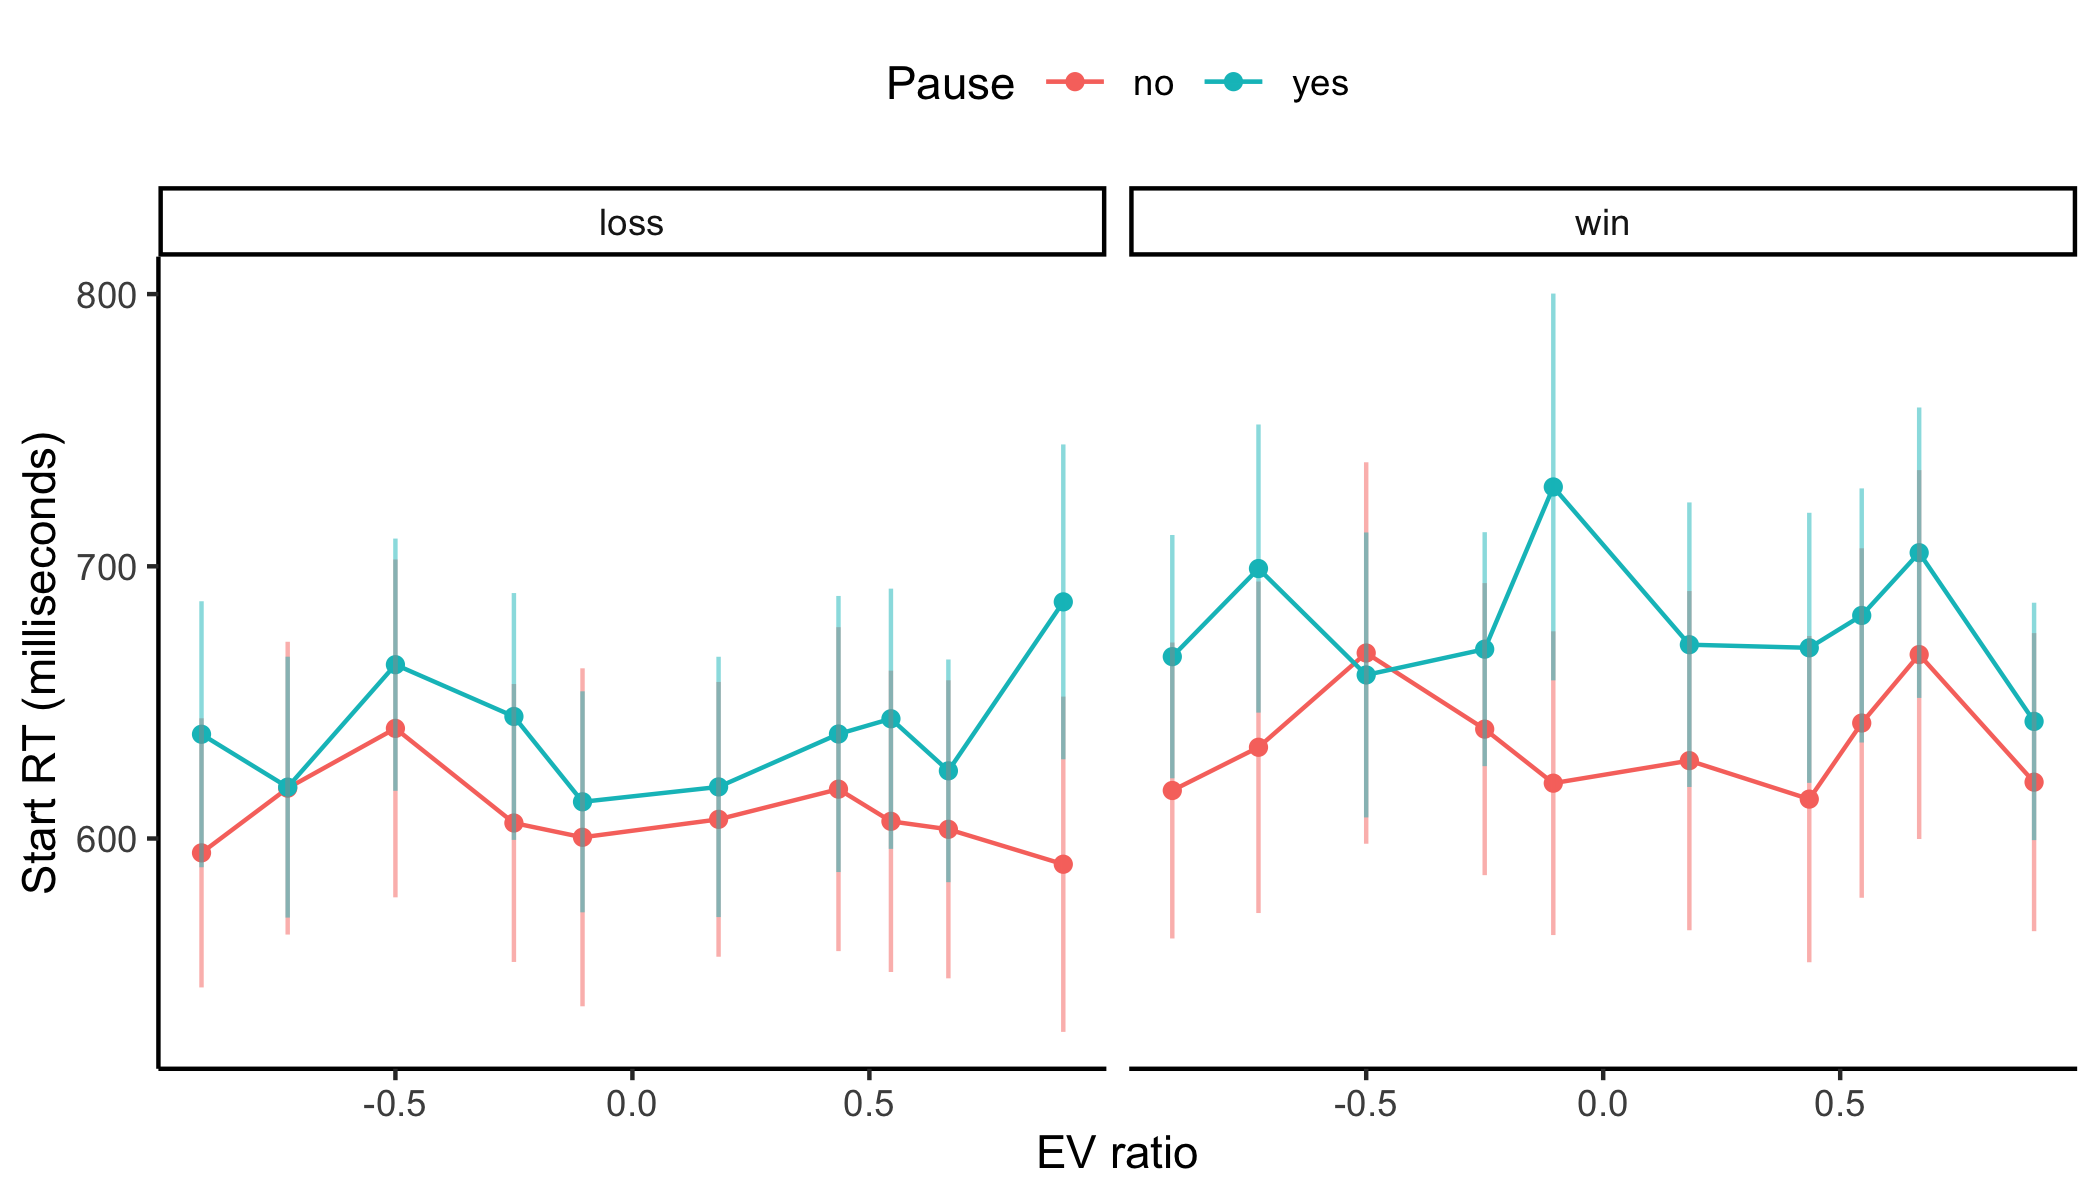 Pause no yes
loss win
800
700
600
Start RT (milliseconds)
-0.5 0.0 0.5 -0.5 0.0 0.5
EV ratio